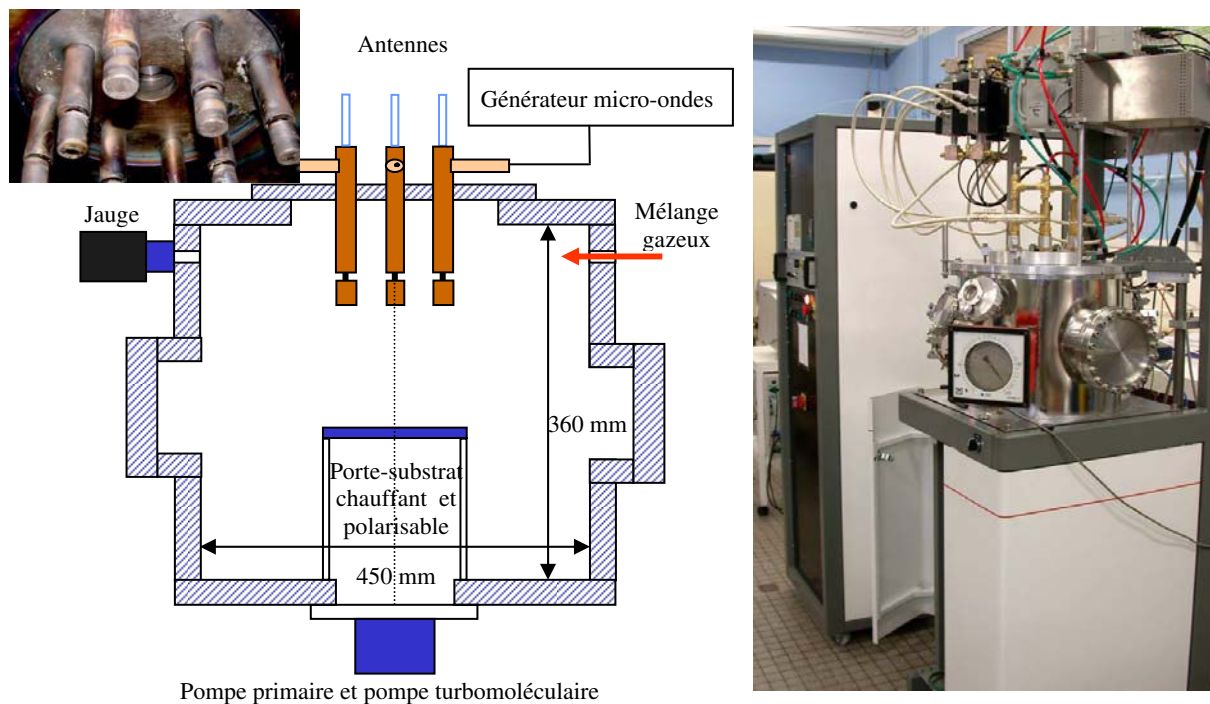 Antennes
Générateur micro-ondes
Jauge
Mélange
gazeux
360 mm
Porte-substrat
chauffant et
polarisable
450 mm
Pompe primaire et pompe turbomoléculaire